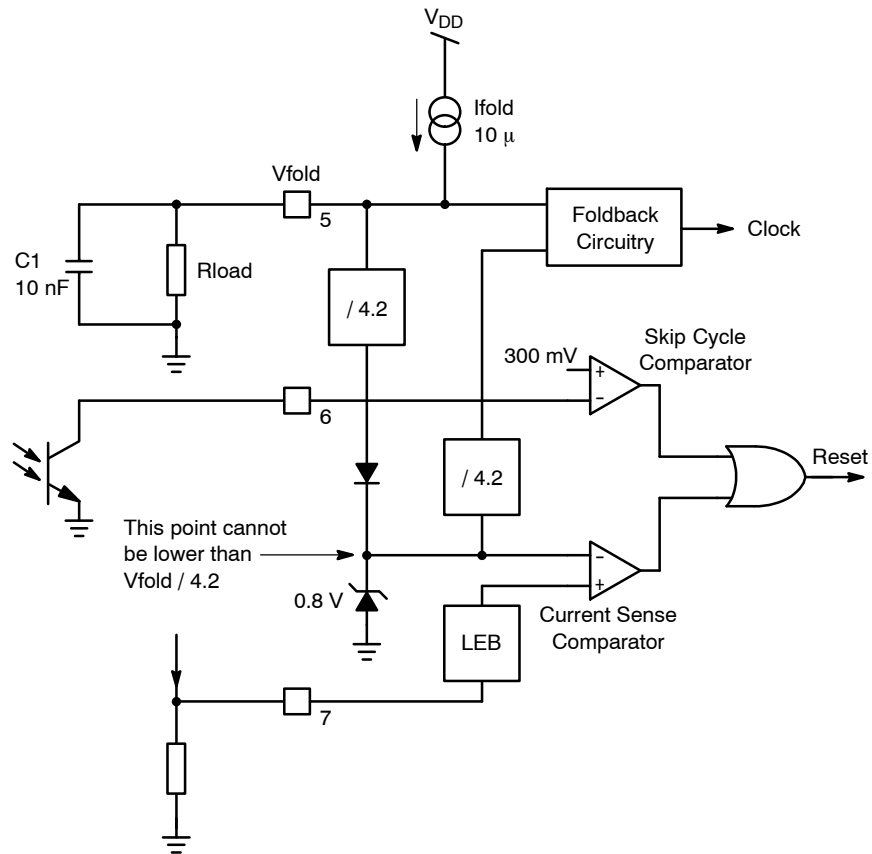 VDD
Ifold
10 μ
Vfold
5
Foldback
Circuitry
Clock
C1
10 nF
Rload
/ 4.2
Skip Cycle
Comparator
300 mV
+
−
6
/ 4.2
Reset
This point cannot
be lower than
Vfold / 4.2
−
+
0.8 V
Current Sense
Comparator
LEB
7